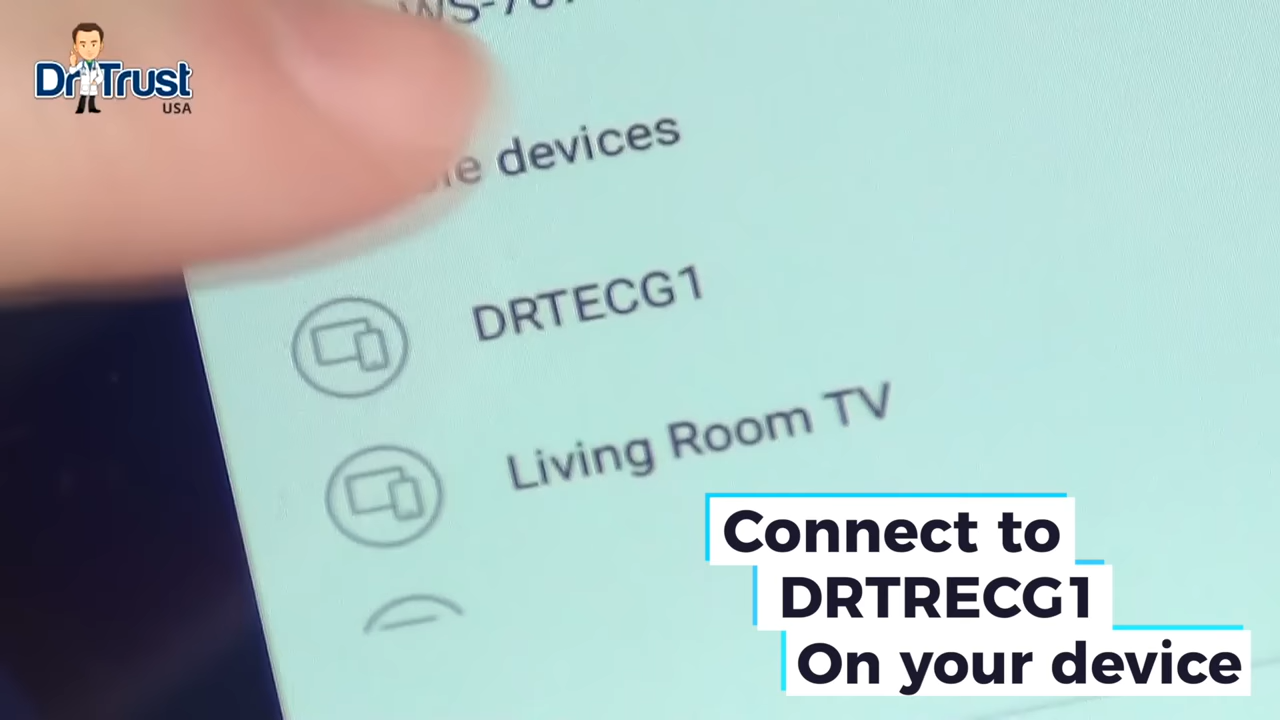 Dr Trust
USA
devices
DRTECG1
Living Room TV
Connect to
DRTRECG1
On your device